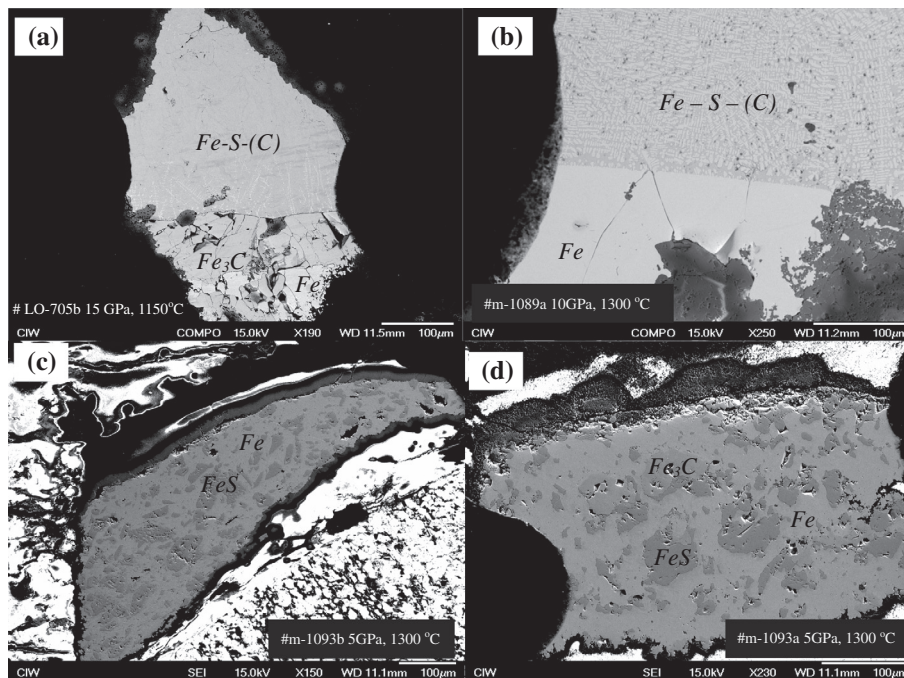 (a)
Fe-S-(C)
Fe₃C
Fe
# LO-705b 15 GPa, 1150°C
CIW COMPO 15.0kV X190 WD 11.5mm 100µm
(b)
Fe – S – (C)
Fe
#m-1089a 10GPa, 1300 °C
CIW COMPO 15.0kV X250 WD 11.2mm 100µm
(c)
Fe
FeS
#m-1093b 5GPa, 1300 °C
CIW SEI 15.0kV X150 WD 11.1mm 100µm
(d)
Fe₃C
Fe
FeS
#m-1093a 5GPa, 1300 °C
CIW SEI 15.0kV X230 WD 11.1mm 100µm